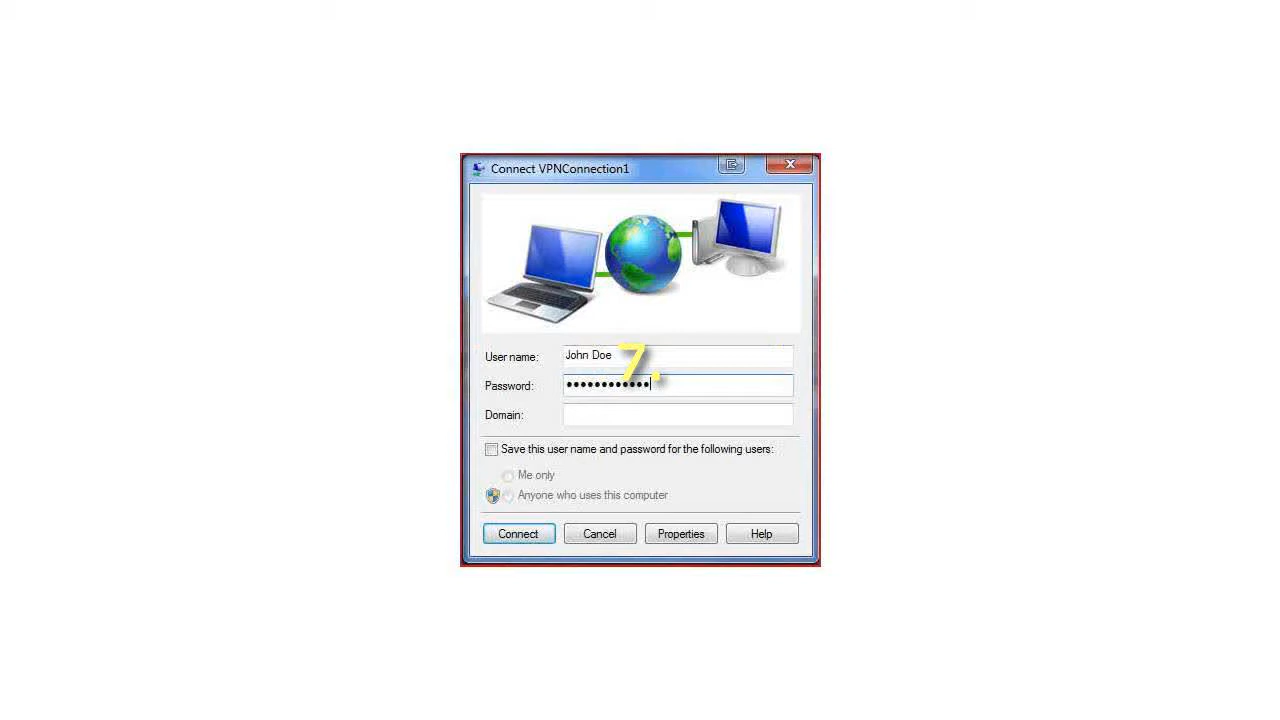 Connect VPNConnection1
User name: John Doe
7.
Password: ••••••••••••
Domain:
Save this user name and password for the following users:
Me only
Anyone who uses this computer
Connect Cancel Properties Help